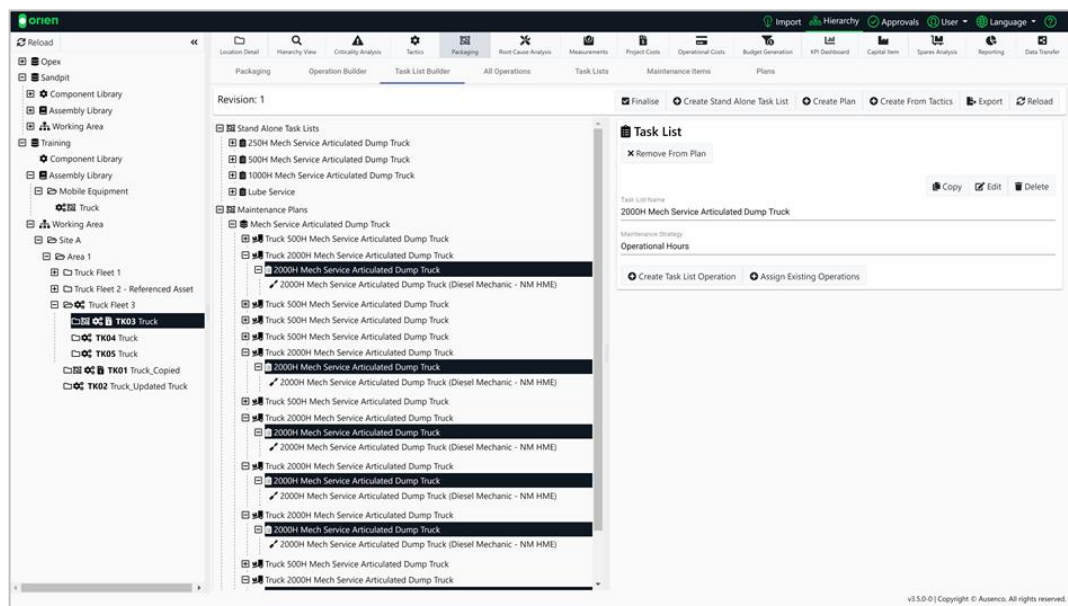 orien
Import Hierarchy Approvals User Language
Reload
Location Detail Hierarchy View Criticality Analysis Tactics Packaging Root Cause Analysis Measurements Project Costs Operational Costs Budget Generation KPI Dashboard Capital Item Spares Analysis Reporting Data Transfer
Packaging Operation Builder Task List Builder All Operations Task Lists Maintenance Items Plans
Opex
Sandpit
Component Library
Assembly Library
Working Area
Training
Component Library
Assembly Library
Mobile Equipment
Truck
Working Area
Site A
Area 1
Truck Fleet 1
Truck Fleet 2 - Referenced Asset
Truck Fleet 3
TK03 Truck
TK04 Truck
TK05 Truck
TK01 Truck_Copied
TK02 Truck_Updated Truck
Revision: 1
Finalise Create Stand Alone Task List Create Plan Create From Tactics Export Reload
Stand Alone Task Lists
250H Mech Service Articulated Dump Truck
500H Mech Service Articulated Dump Truck
1000H Mech Service Articulated Dump Truck
Lube Service
Maintenance Plans
Mech Service Articulated Dump Truck
Truck 500H Mech Service Articulated Dump Truck
Truck 2000H Mech Service Articulated Dump Truck
2000H Mech Service Articulated Dump Truck
2000H Mech Service Articulated Dump Truck (Diesel Mechanic - NM HME)
Truck 500H Mech Service Articulated Dump Truck
Truck 500H Mech Service Articulated Dump Truck
Truck 500H Mech Service Articulated Dump Truck
Truck 2000H Mech Service Articulated Dump Truck
2000H Mech Service Articulated Dump Truck
2000H Mech Service Articulated Dump Truck (Diesel Mechanic - NM HME)
Truck 500H Mech Service Articulated Dump Truck
Truck 2000H Mech Service Articulated Dump Truck
2000H Mech Service Articulated Dump Truck
2000H Mech Service Articulated Dump Truck (Diesel Mechanic - NM HME)
Truck 2000H Mech Service Articulated Dump Truck
2000H Mech Service Articulated Dump Truck
2000H Mech Service Articulated Dump Truck (Diesel Mechanic - NM HME)
Truck 2000H Mech Service Articulated Dump Truck
2000H Mech Service Articulated Dump Truck
2000H Mech Service Articulated Dump Truck (Diesel Mechanic - NM HME)
Truck 500H Mech Service Articulated Dump Truck
Truck 2000H Mech Service Articulated Dump Truck
Task List
Remove From Plan
Copy Edit Delete
Task List Name
2000H Mech Service Articulated Dump Truck
Maintenance Strategy
Operational Hours
Create Task List Operation Assign Existing Operations
v3.5.0-0 | Copyright © Ausenco. All rights reserved.